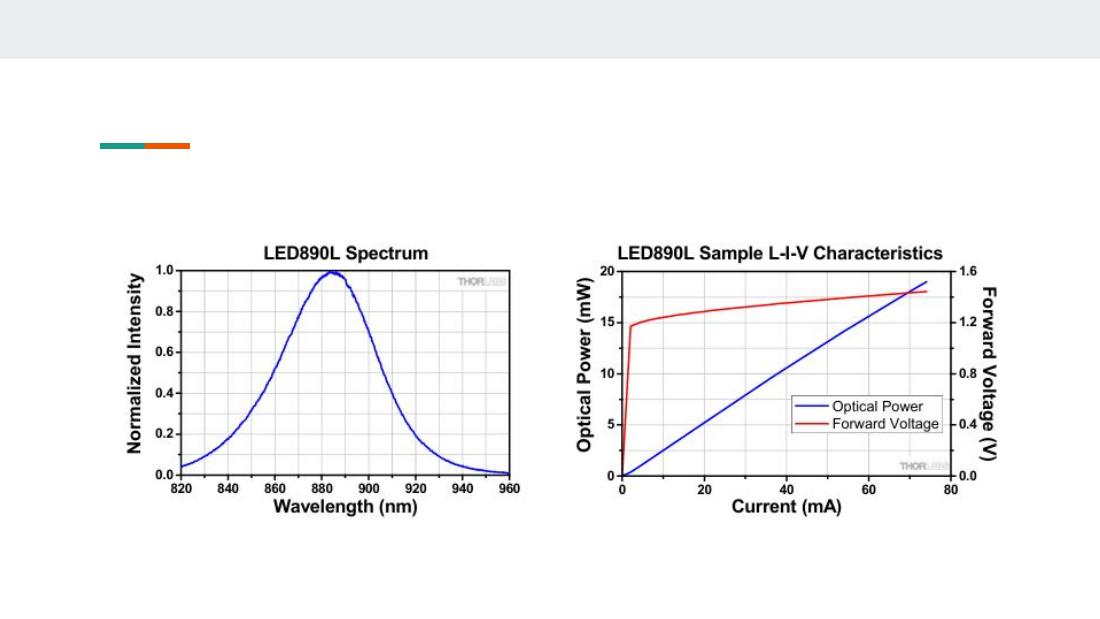 LED890L Spectrum
Normalized Intensity
1.0
0.8
0.6
0.4
0.2
0.0
THORLABS
820 840 860 880 900 920 940 960
Wavelength (nm)
LED890L Sample L-I-V Characteristics
Optical Power (mW)
20
15
10
5
0
1.6
1.2
0.8
0.4
0.0
Forward Voltage (V)
Optical Power
Forward Voltage
THORLABS
0 20 40 60 80
Current (mA)